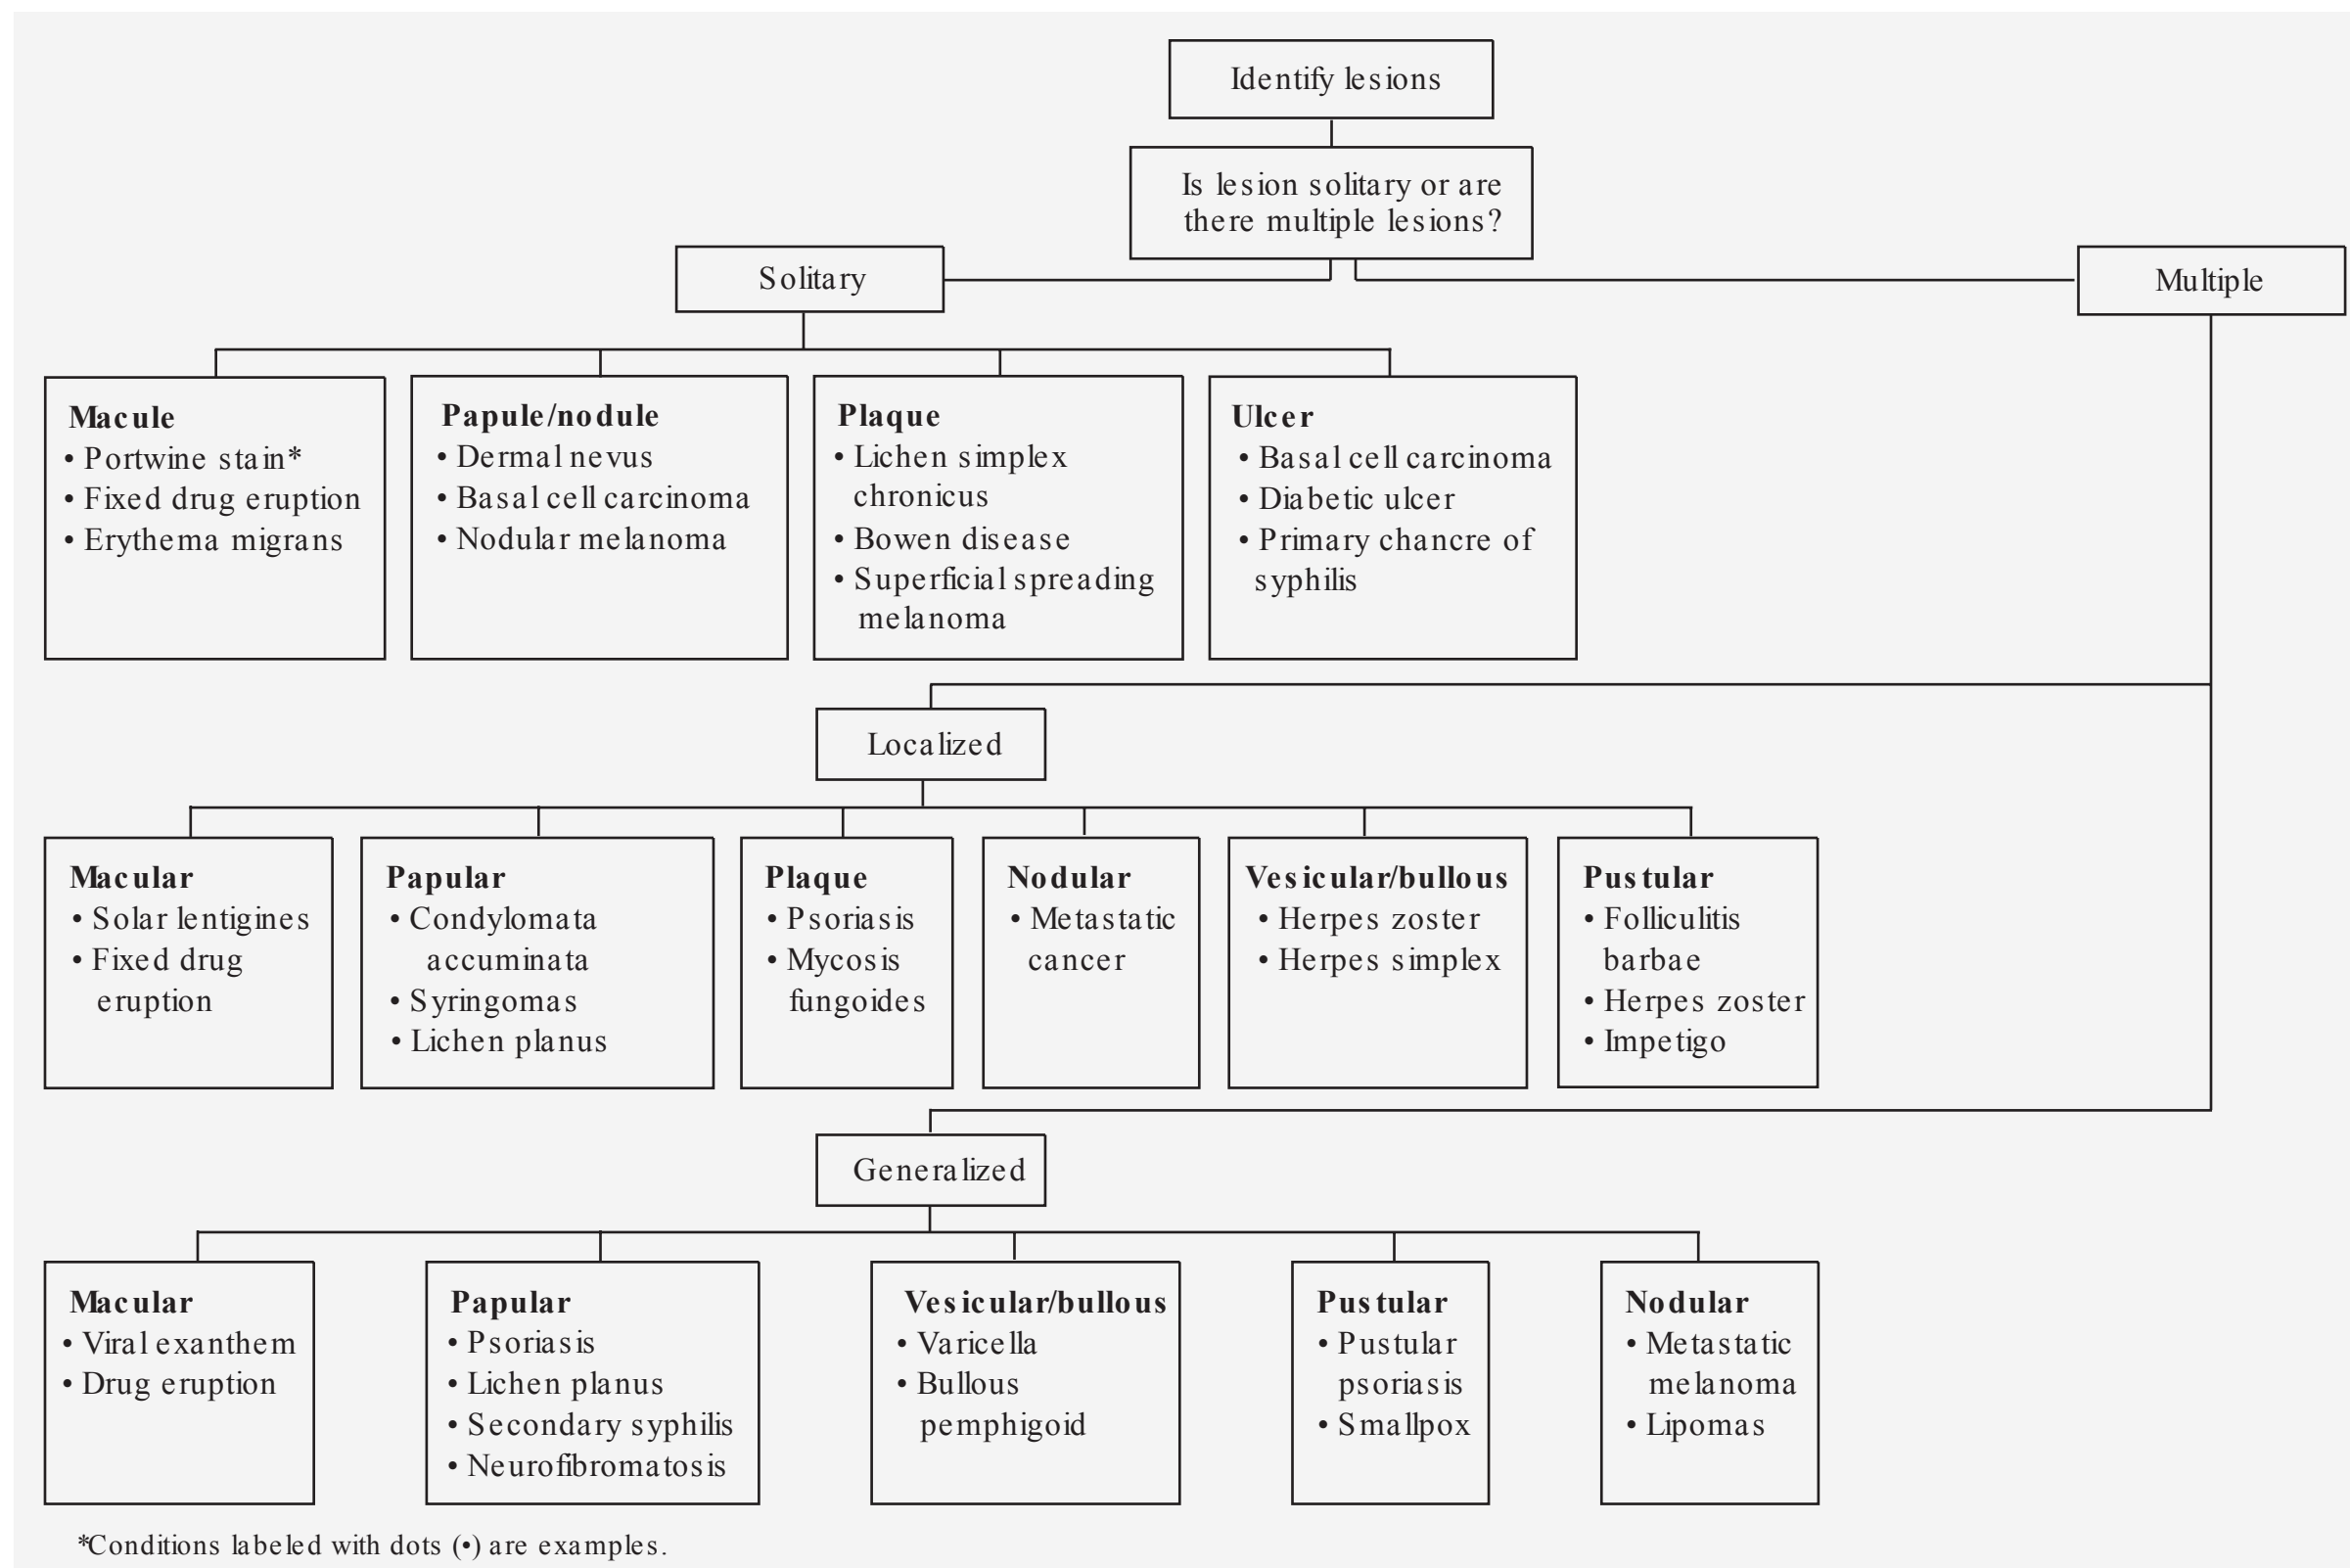 Identify lesions
Is lesion solitary or are
there multiple lesions?
Solitary
Multiple
Macule
• Portwine stain*
• Fixed drug eruption
• Erythema migrans
Papule/nodule
• Dermal nevus
• Basal cell carcinoma
• Nodular melanoma
Plaque
• Lichen simplex
chronicus
• Bowen disease
• Superficial spreading
melanoma
Ulcer
• Basal cell carcinoma
• Diabetic ulcer
• Primary chancre of
syphilis
Localized
Macular
• Solar lentigines
• Fixed drug
eruption
Papular
• Condylomata
accuminata
• Syringomas
• Lichen planus
Plaque
• Psoriasis
• Mycosis
fungoides
Nodular
• Metastatic
cancer
Vesicular/bullous
• Herpes zoster
• Herpes simplex
Pustular
• Folliculitis
barbae
• Herpes zoster
• Impetigo
Generalized
Macular
• Viral exanthem
• Drug eruption
Papular
• Psoriasis
• Lichen planus
• Secondary syphilis
• Neurofibromatosis
Vesicular/bullous
• Varicella
• Bullous
pemphigoid
Pustular
• Pustular
psoriasis
• Smallpox
Nodular
• Metastatic
melanoma
• Lipomas
*Conditions labeled with dots (•) are examples.